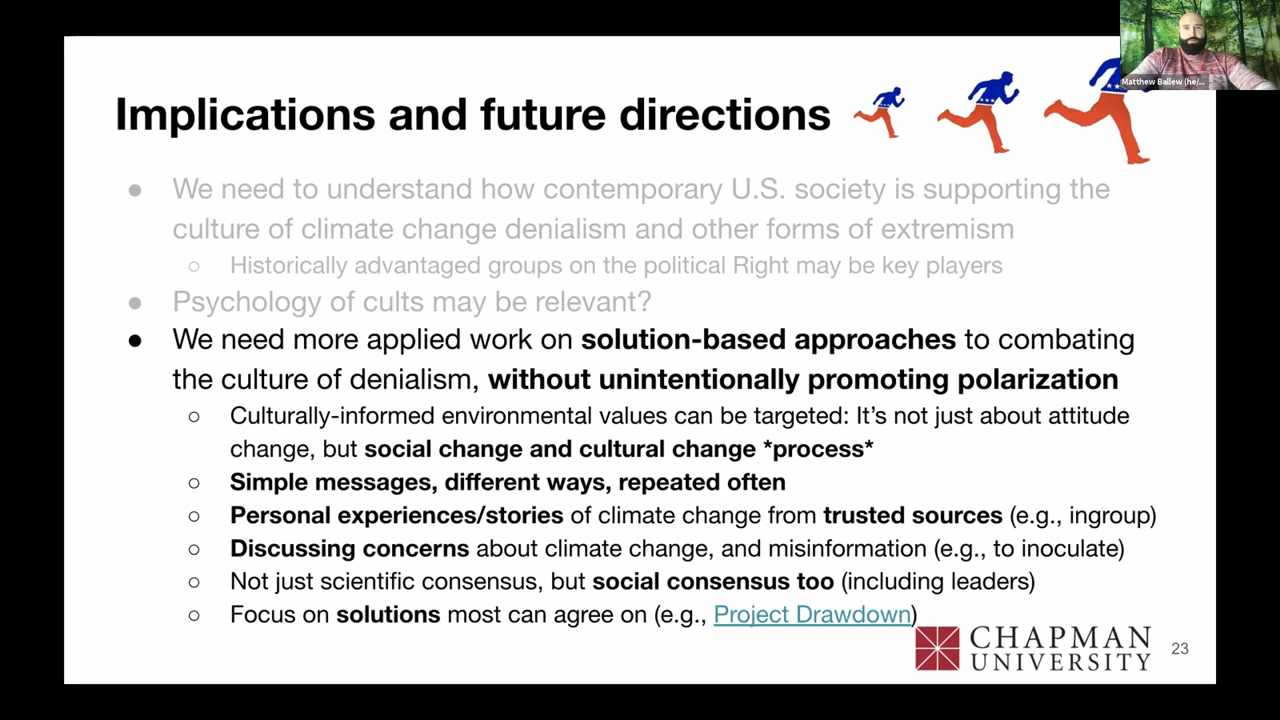 Matthew Ballew (he/...
Implications and future directions
● We need to understand how contemporary U.S. society is supporting the
culture of climate change denialism and other forms of extremism
○ Historically advantaged groups on the political Right may be key players
● Psychology of cults may be relevant?
● We need more applied work on solution-based approaches to combating
the culture of denialism, without unintentionally promoting polarization
○ Culturally-informed environmental values can be targeted: It’s not just about attitude
change, but social change and cultural change *process*
○ Simple messages, different ways, repeated often
○ Personal experiences/stories of climate change from trusted sources (e.g., ingroup)
○ Discussing concerns about climate change, and misinformation (e.g., to inoculate)
○ Not just scientific consensus, but social consensus too (including leaders)
○ Focus on solutions most can agree on (e.g., Project Drawdown)
CHAPMAN
UNIVERSITY
23